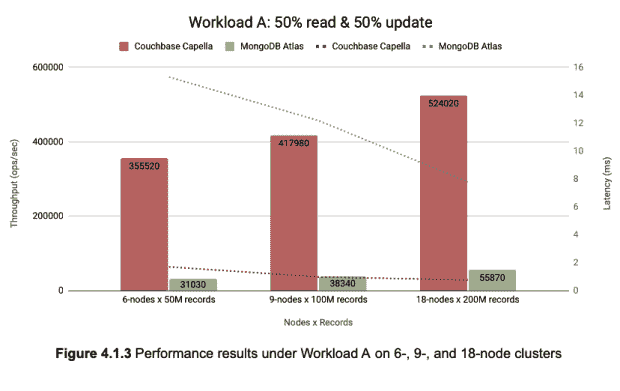 Workload A: 50% read & 50% update
Couchbase Capella MongoDB Atlas Couchbase Capella MongoDB Atlas
Throughput (ops/sec)
600000
400000
200000
0
355520
31030
417980
38340
524020
55870
16
14
12
10
8
6
4
2
0
Latency (ms)
6-nodes x 50M records 9-nodes x 100M records 18-nodes x 200M records
Nodes x Records
Figure 4.1.3 Performance results under Workload A on 6-, 9-, and 18-node clusters